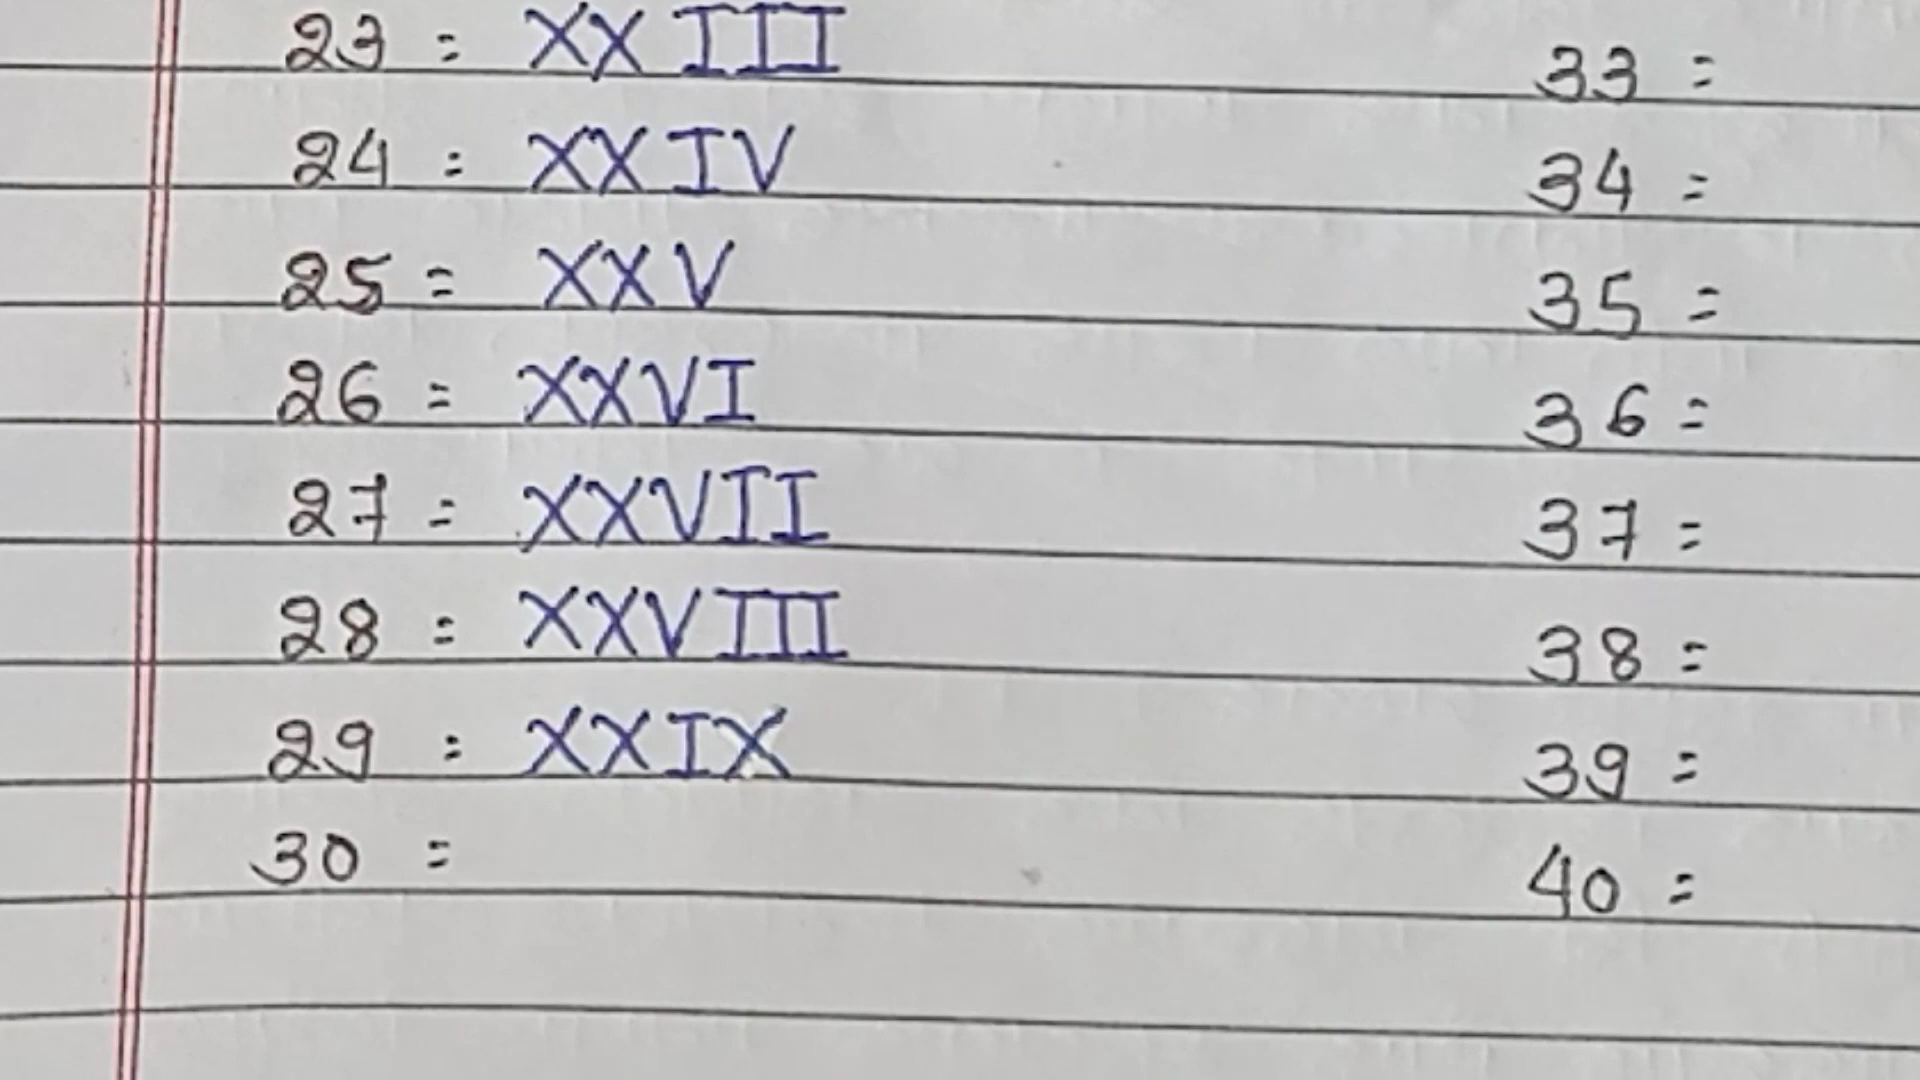 23 = XXIII
24 = XXIV
25 = XXV
26 = XXVI
27 = XXVII
28 = XXVIII
29 = XXIX
30 =
33 =
34 =
35 =
36 =
37 =
38 =
39 =
40 =